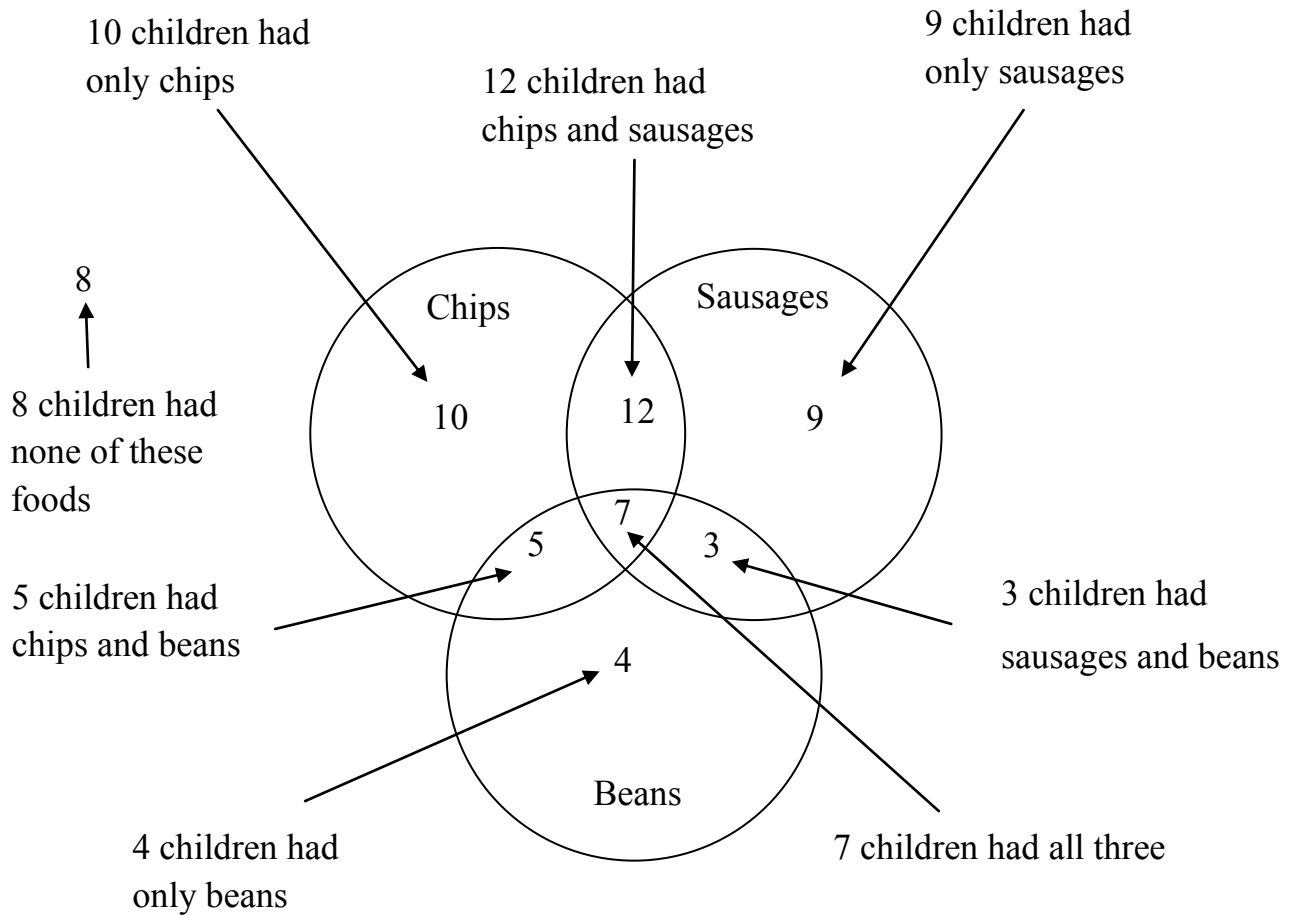 10 children had
only chips
12 children had
chips and sausages
9 children had
only sausages
8
8 children had
none of these
foods
Chips
Sausages
10
12
9
5
7
3
5 children had
chips and beans
3 children had
sausages and beans
4
Beans
4 children had
only beans
7 children had all three